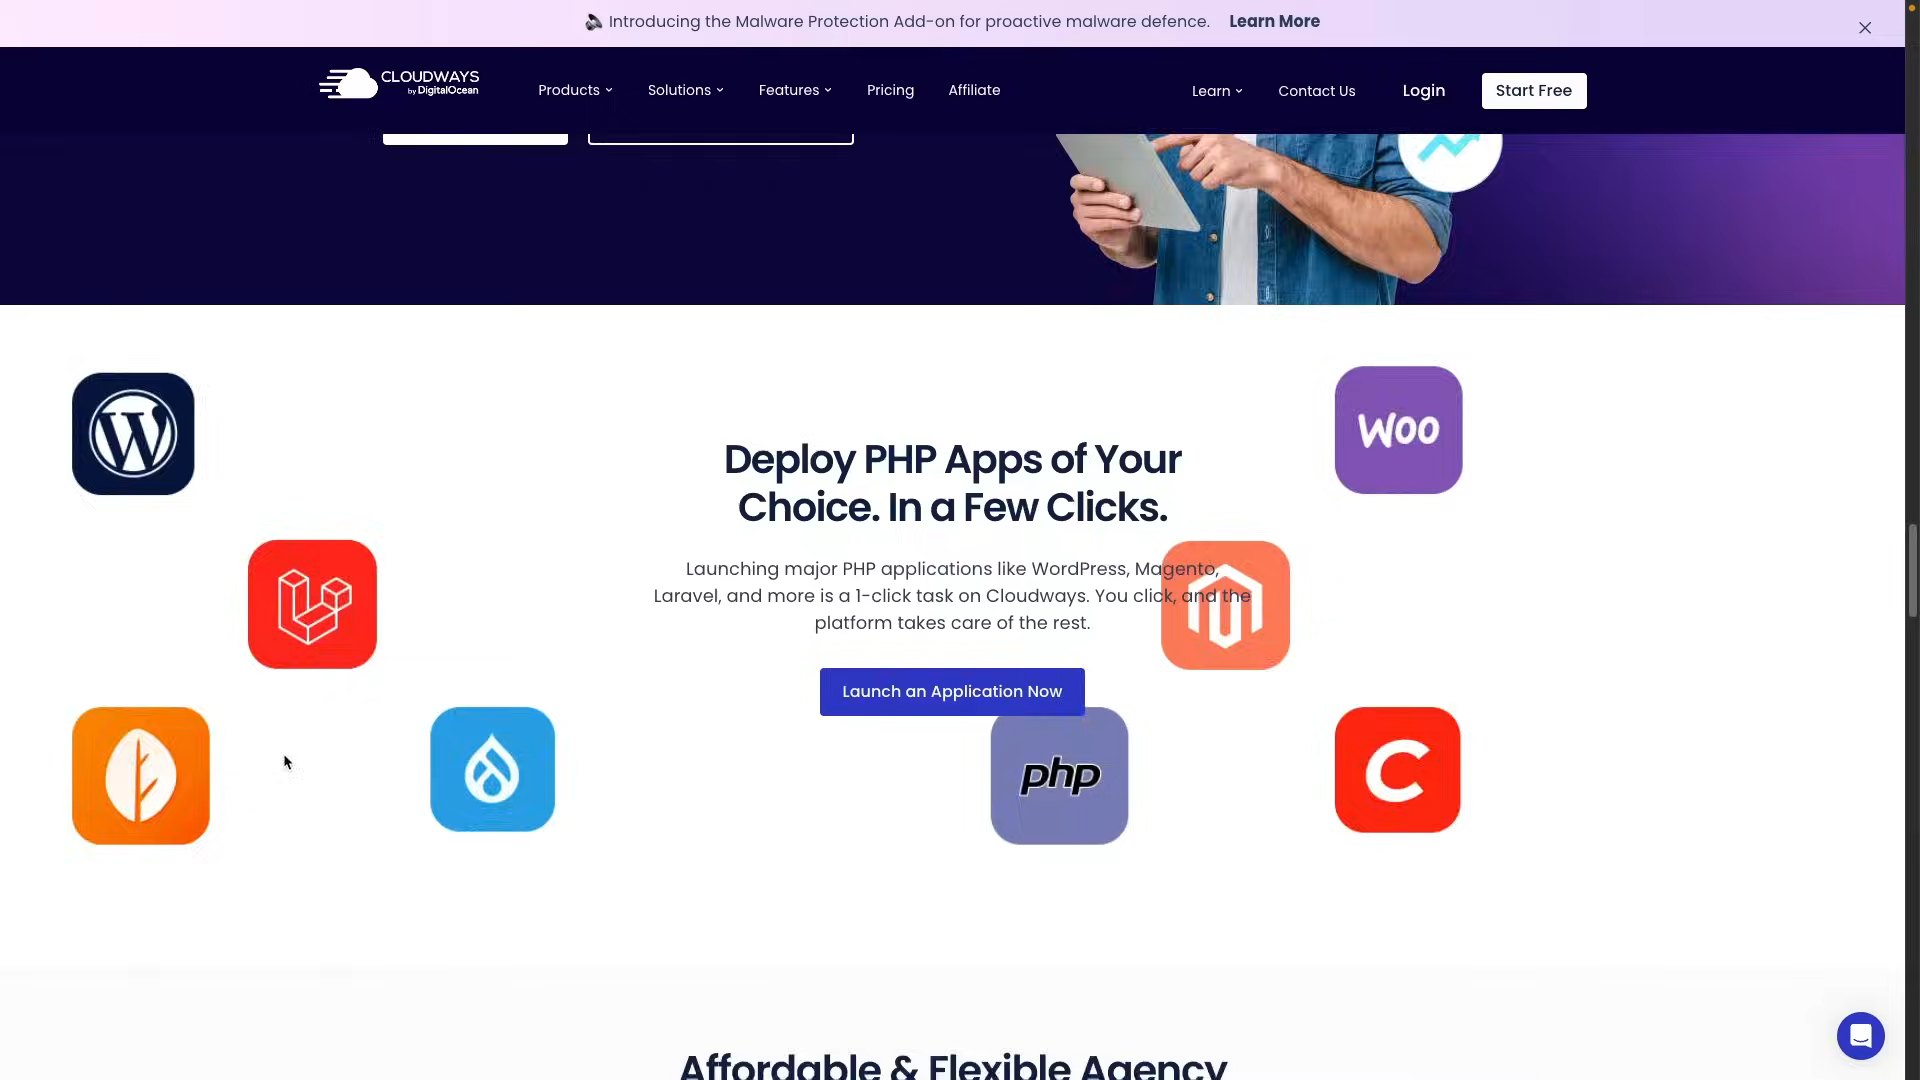 Introducing the Malware Protection Add-on for proactive malware defence. Learn More
CLOUDWAYS
by DigitalOcean
Products
Solutions
Features
Pricing
Affiliate
Learn
Contact Us
Login
Start Free
Deploy PHP Apps of Your
Choice. In a Few Clicks.
Launching major PHP applications like WordPress, Magento,
Laravel, and more is a 1-click task on Cloudways. You click, and the
platform takes care of the rest.
Launch an Application Now
W
Woo
php
C
Affordable & Flexible Agency